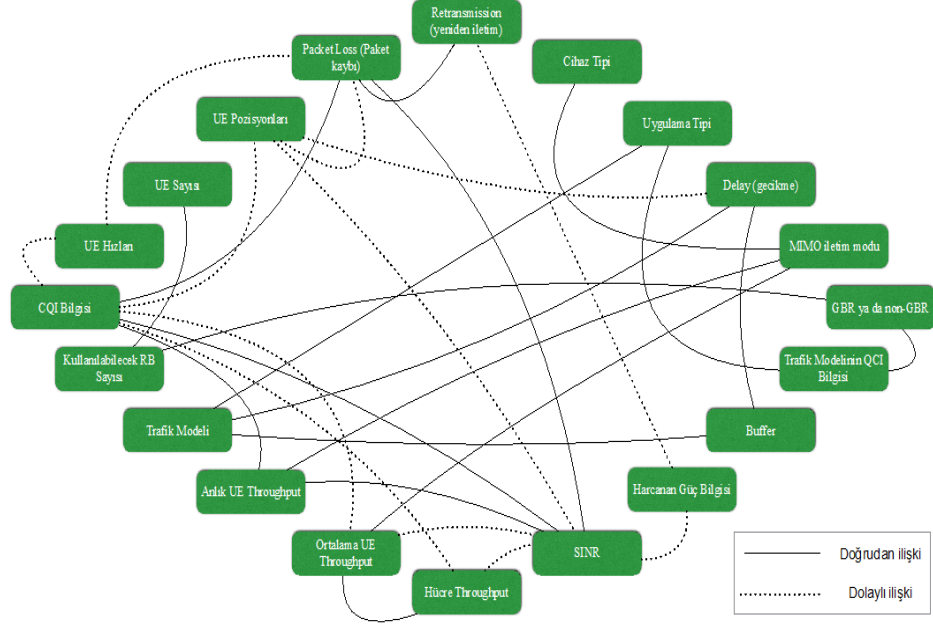 Retransmission
(yeniden iletim)
Packet Loss (Paket
kaybı)
Cihaz Tipi
UE Pozisyonları
Uygulama Tipi
UE Sayısı
Delay (gecikme)
UE Hızları
MIMO iletim modu
CQI Bilgisi
GBR ya da non-GBR
Kullanılabilecek RB
Sayısı
Trafik Modelinin QCI
Bilgisi
Trafik Modeli
Buffer
Anlık UE Throughput
Harcanan Güç Bilgisi
Ortalama UE
Throughput
SINR
Hücre Throughput
Doğrudan ilişki
Dolaylı ilişki